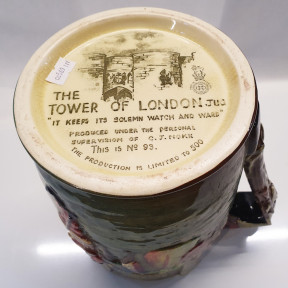 THE
TOWER OF LONDON JUG
"IT KEEPS ITS SOLEMN WATCH AND WARD"
PRODUCED UNDER THE PERSONAL
SUPERVISION OF C.J. NOKE
THIS IS No 93.
THE PRODUCTION IS LIMITED TO 500